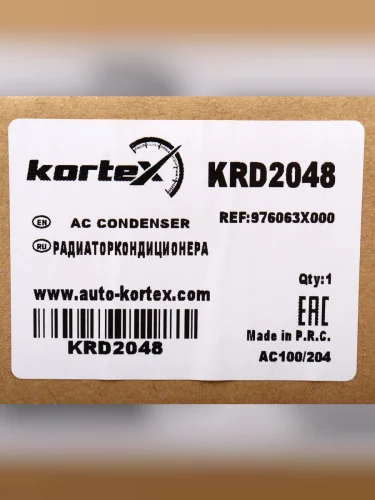 kortex KRD2048
REF:976063X000
EN AC CONDENSER
RU РАДИАТОРКОНДИЦИОНЕРА
Qty:1
www.auto-kortex.com
EAC
KRD2048
Made in P.R.C.
AC100/204